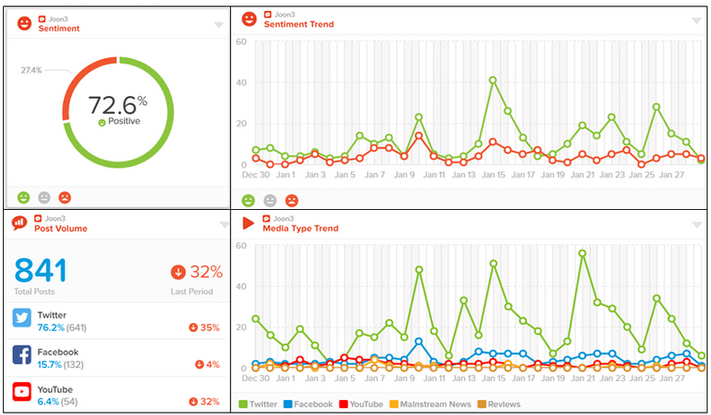 Joon3
Sentiment
27.4%
72.6%
Positive
Joon3
Sentiment Trend
60
40
20
0
Dec 30 Jan 1 Jan 3 Jan 5 Jan 7 Jan 9 Jan 11 Jan 13 Jan 15 Jan 17 Jan 19 Jan 21 Jan 23 Jan 25 Jan 27
Joon3
Post Volume
841
Total Posts
32%
Last Period
Twitter
76.2% (641) 35%
Facebook
15.7% (132) 4%
YouTube
6.4% (54) 32%
Joon3
Media Type Trend
60
40
20
0
Dec 30 Jan 1 Jan 3 Jan 5 Jan 7 Jan 9 Jan 11 Jan 13 Jan 15 Jan 17 Jan 19 Jan 21 Jan 23 Jan 25 Jan 27
Twitter Facebook YouTube Mainstream News Reviews